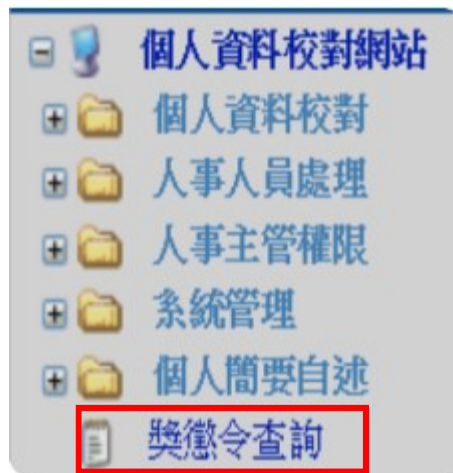 個人資料校對網站
個人資料校對
人事人員處理
人事主管權限
系統管理
個人簡要自述
獎懲令查詢